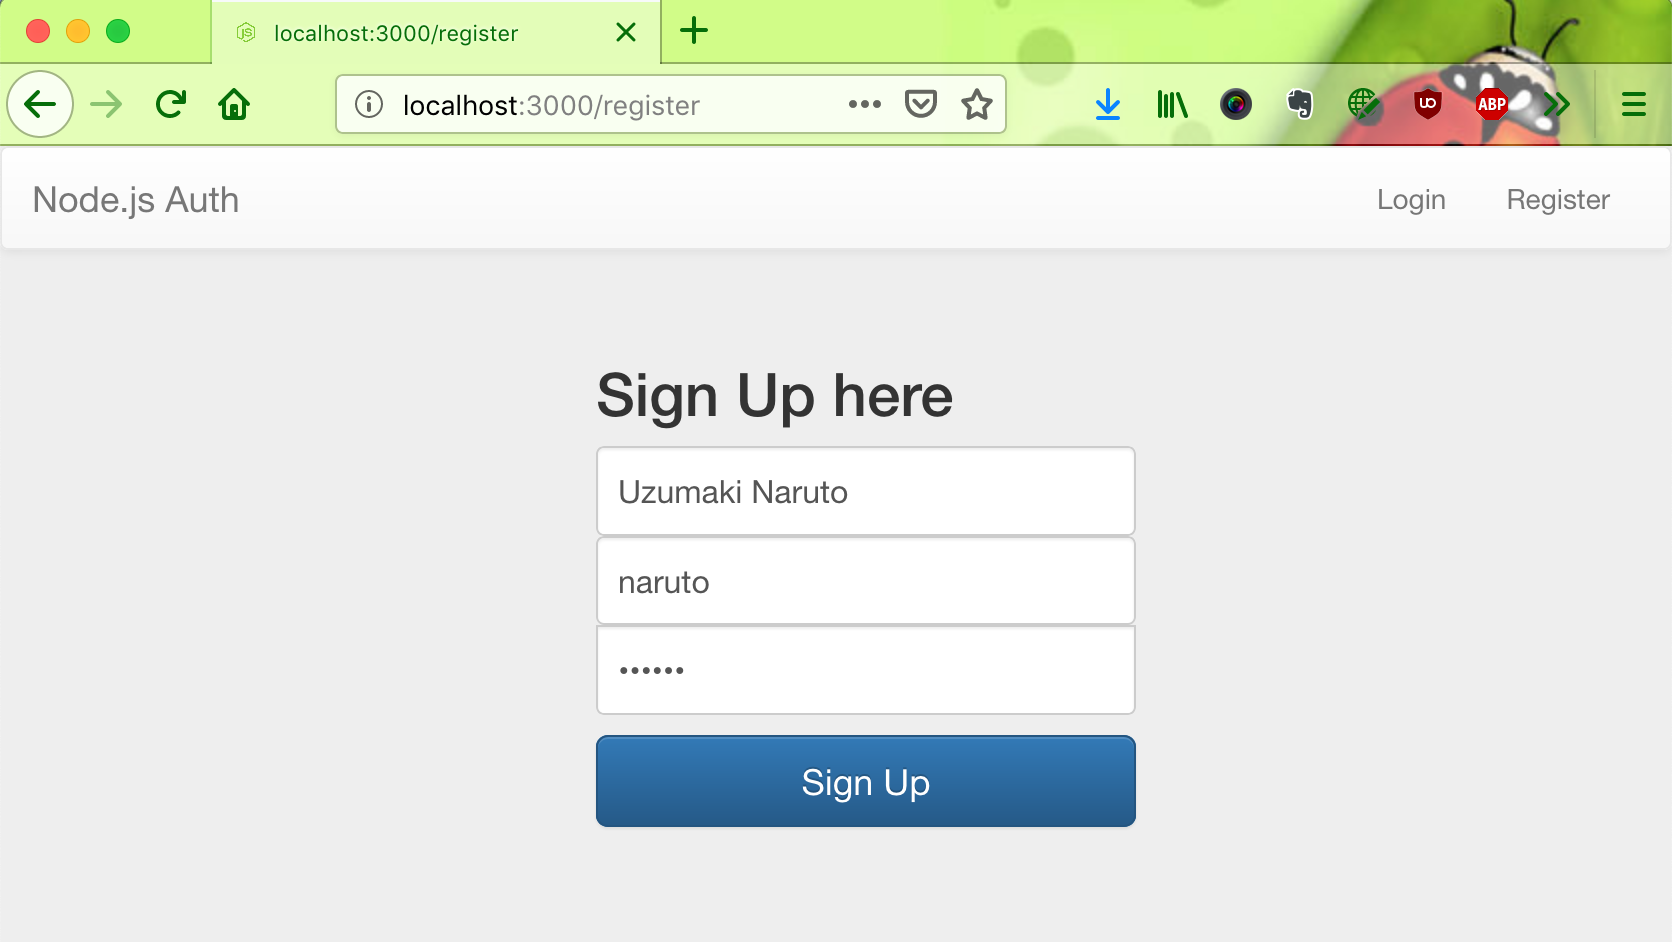 localhost:3000/register
localhost:3000/register
ABP
Node.js Auth
Login
Register
Sign Up here
Uzumaki Naruto
naruto
••••••
Sign Up